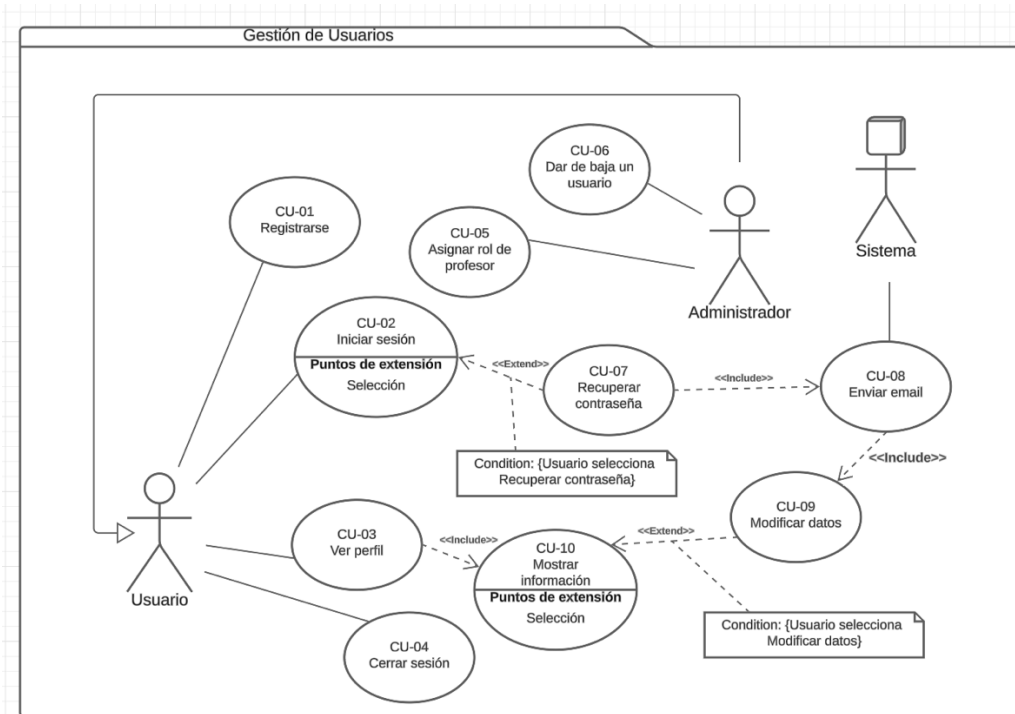 Gestión de Usuarios
CU-06
Dar de baja un
usuario
CU-01
Registrarse
CU-05
Asignar rol de
profesor
Sistema
Administrador
CU-02
Iniciar sesión
Puntos de extensión
Selección
<<Extend>>
CU-07
Recuperar
contraseña
<<Include>>
CU-08
Enviar email
<<Include>>
Condition: {Usuario selecciona
Recuperar contraseña}
CU-09
Modificar datos
CU-03
Ver perfil
<<Include>>
CU-10
Mostrar
información
Puntos de extensión
Selección
<<Extend>>
Usuario
Condition: {Usuario selecciona
Modificar datos}
CU-04
Cerrar sesión